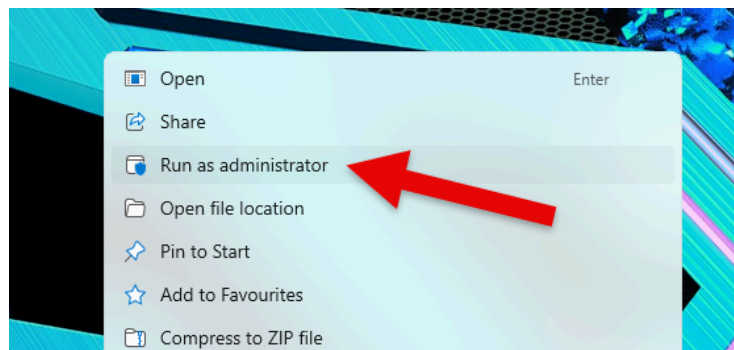 Open Enter
Share
Run as administrator
Open file location
Pin to Start
Add to Favourites
Compress to ZIP file